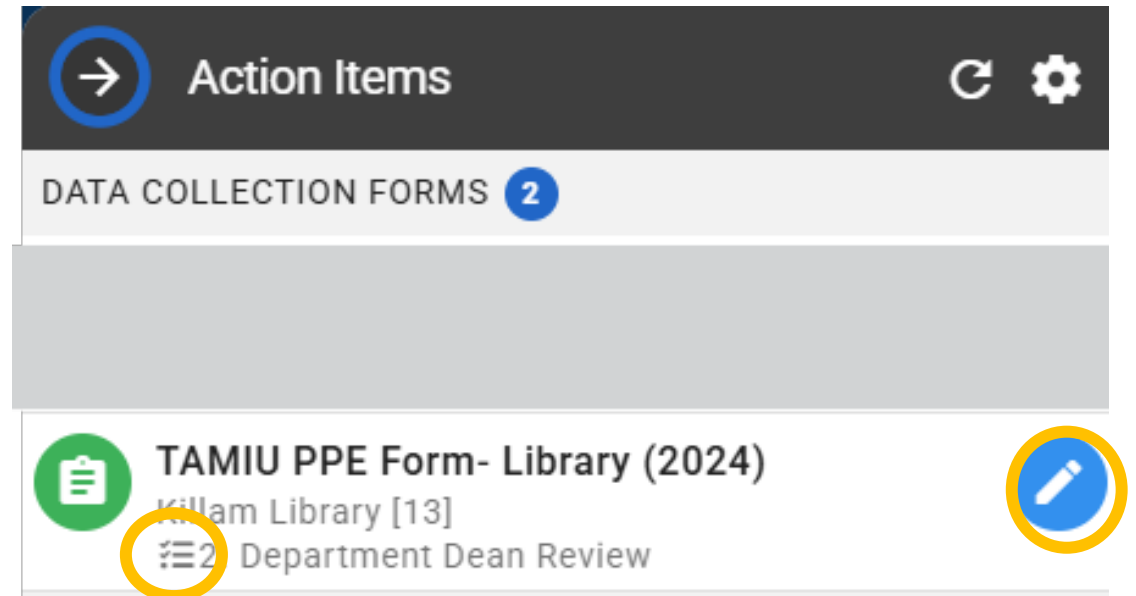 Action Items
DATA COLLECTION FORMS 2
TAMIU PPE Form- Library (2024)
Killam Library [13]
2 Department Dean Review